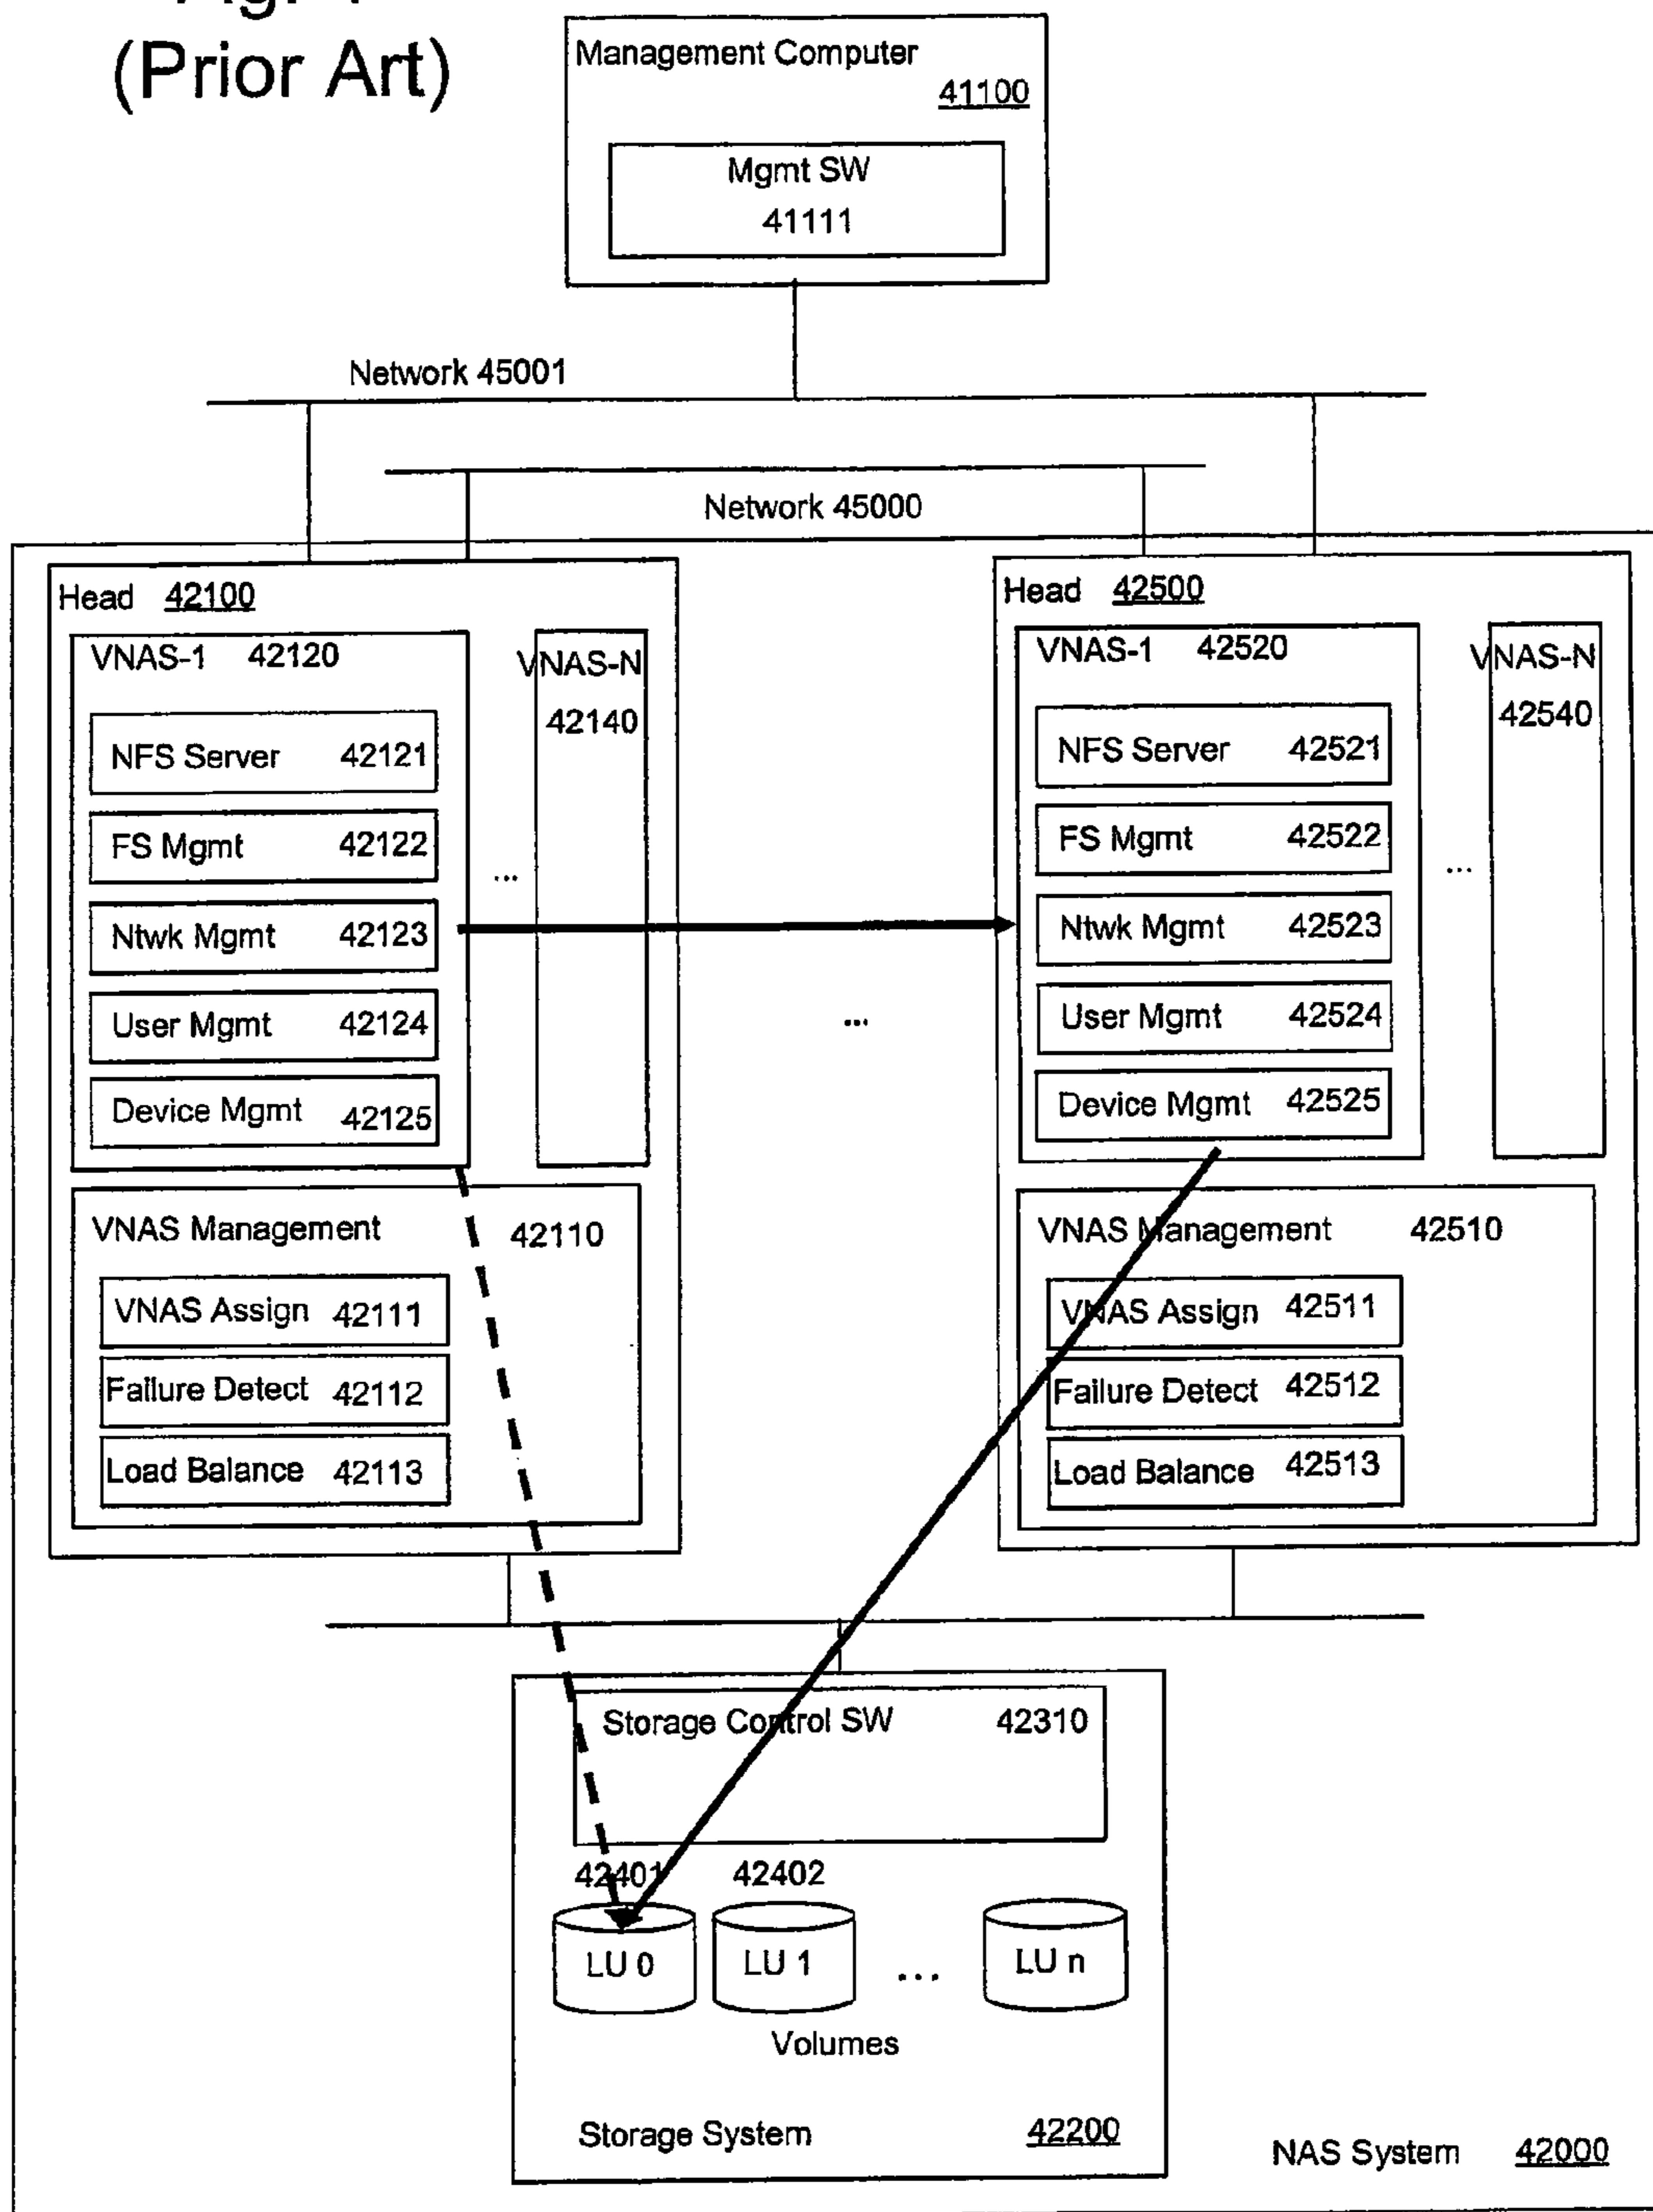 (Prior Art)
Management Computer
41100
Mgmt SW
41111
Network 45001
Network 45000
Head 42100
VNAS-1 42120
NFS Server 42121
FS Mgmt 42122
Ntwk Mgmt 42123
User Mgmt 42124
Device Mgmt 42125
...
VNAS-N
42140
VNAS Management 42110
VNAS Assign 42111
Failure Detect 42112
Load Balance 42113
...
Head 42500
VNAS-1 42520
NFS Server 42521
FS Mgmt 42522
Ntwk Mgmt 42523
User Mgmt 42524
Device Mgmt 42525
...
VNAS-N
42540
VNAS Management 42510
VNAS Assign 42511
Failure Detect 42512
Load Balance 42513
Storage Control SW 42310
42401 42402
LU 0 LU 1 ... LU n
Volumes
Storage System 42200
NAS System 42000